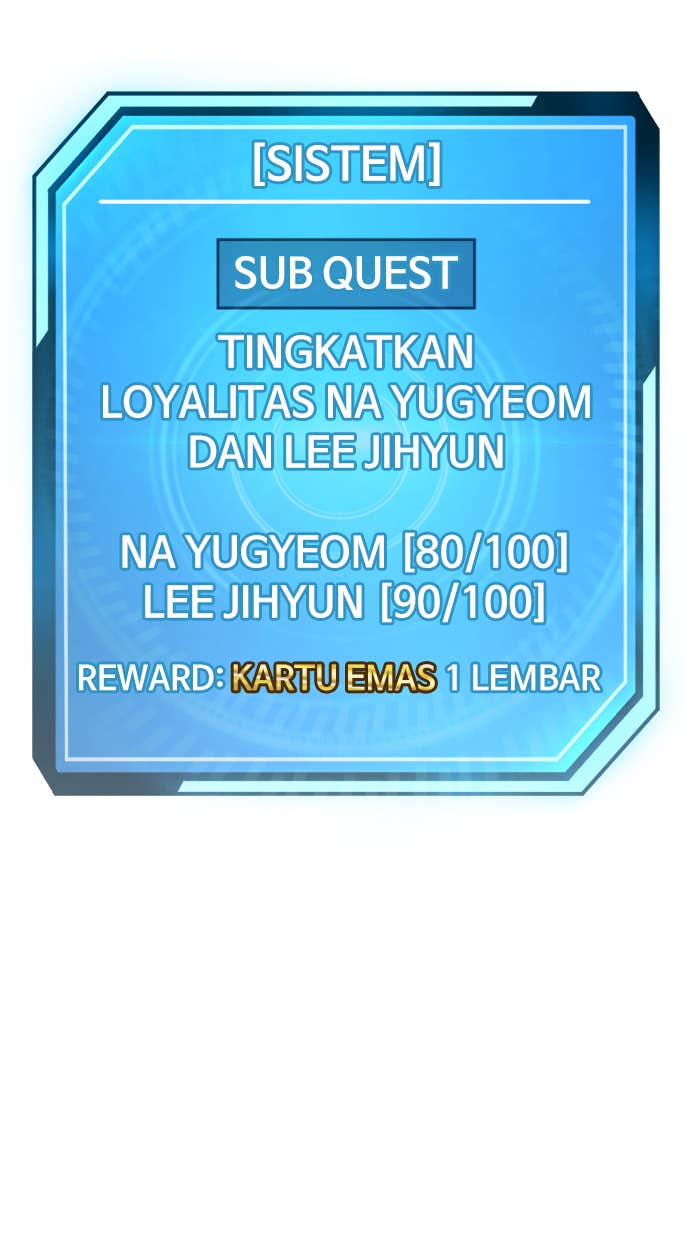 [SISTEM]
SUB QUEST
TINGKATKAN
LOYALITAS NA YUGYEOM
DAN LEE JIHYUN
NA YUGYEOM [80/100]
LEE JIHYUN [90/100]
REWARD: KARTU EMAS 1 LEMBAR